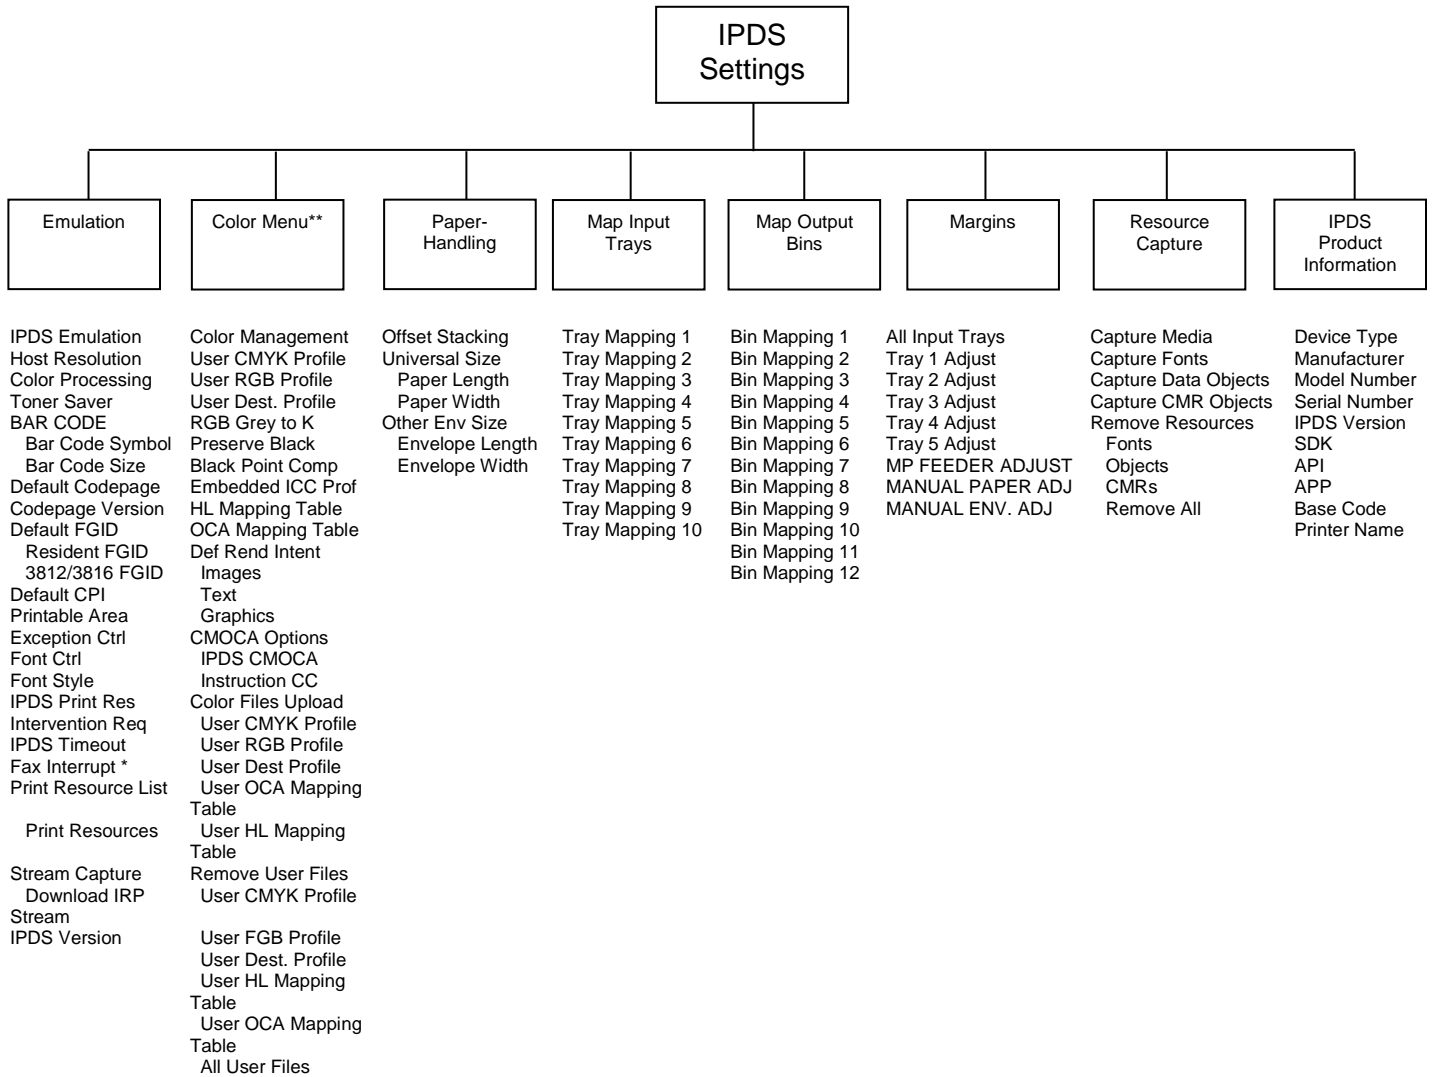 IPDS
Settings
Emulation
Color Menu**
Paper-
Handling
Map Input
Trays
Map Output
Bins
Margins
Resource
Capture
IPDS
Product
Information
IPDS Emulation
Host Resolution
Color Processing
Toner Saver
BAR CODE
Bar Code Symbol
Bar Code Size
Default Codepage
Codepage Version
Default FGID
Resident FGID
3812/3816 FGID
Default CPI
Printable Area
Exception Ctrl
Font Ctrl
Font Style
IPDS Print Res
Intervention Req
IPDS Timeout
Fax Interrupt *
Print Resource List
Print Resources
Stream Capture
Download IRP
Stream
IPDS Version
Color Management
User CMYK Profile
User RGB Profile
User Dest. Profile
RGB Grey to K
Preserve Black
Black Point Comp
Embedded ICC Prof
HL Mapping Table
OCA Mapping Table
Def Rend Intent
Images
Text
Graphics
CMOCA Options
IPDS CMOCA
Instruction CC
Color Files Upload
User CMYK Profile
User RGB Profile
User Dest Profile
User OCA Mapping
Table
User HL Mapping
Table
Remove User Files
User CMYK Profile
User FGB Profile
User Dest. Profile
User HL Mapping
Table
User OCA Mapping
Table
All User Files
Offset Stacking
Universal Size
Paper Length
Paper Width
Other Env Size
Envelope Length
Envelope Width
Tray Mapping 1
Tray Mapping 2
Tray Mapping 3
Tray Mapping 4
Tray Mapping 5
Tray Mapping 6
Tray Mapping 7
Tray Mapping 8
Tray Mapping 9
Tray Mapping 10
Bin Mapping 1
Bin Mapping 2
Bin Mapping 3
Bin Mapping 4
Bin Mapping 5
Bin Mapping 6
Bin Mapping 7
Bin Mapping 8
Bin Mapping 9
Bin Mapping 10
Bin Mapping 11
Bin Mapping 12
All Input Trays
Tray 1 Adjust
Tray 2 Adjust
Tray 3 Adjust
Tray 4 Adjust
Tray 5 Adjust
MP FEEDER ADJUST
MANUAL PAPER ADJ
MANUAL ENV. ADJ
Capture Media
Capture Fonts
Capture Data Objects
Capture CMR Objects
Remove Resources
Fonts
Objects
CMRs
Remove All
Device Type
Manufacturer
Model Number
Serial Number
IPDS Version
SDK
API
APP
Base Code
Printer Name